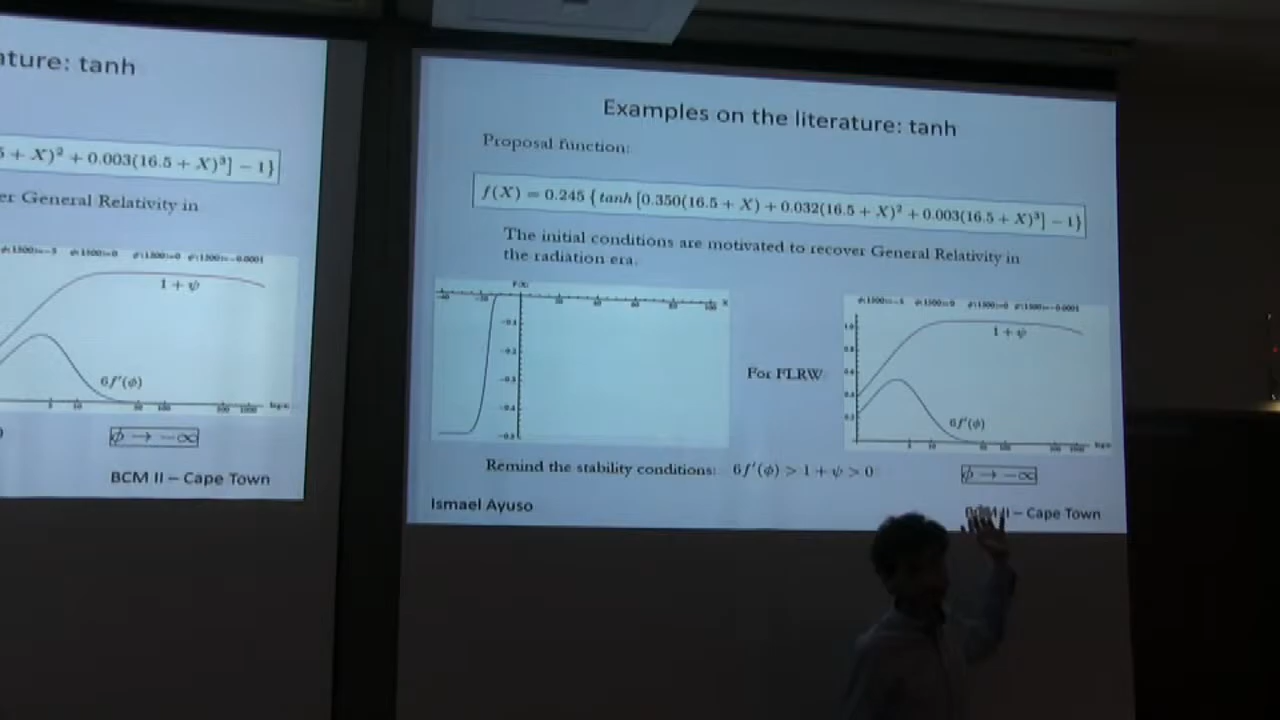 ture: tanh
5 + X)² + 0.003(16.5 + X)³] − 1}
er General Relativity in
1 + ψ
6f′(ϕ)
ϕ → −∞
BCM II – Cape Town
Examples on the literature: tanh
Proposal function:
f(X) = 0.245 { tanh [0.350(16.5 + X) + 0.032(16.5 + X)² + 0.003(16.5 + X)³] − 1}
The initial conditions are motivated to recover General Relativity in
the radiation era.
1 + ψ
For FLRW
6f′(ϕ)
Remind the stability conditions: 6f′(ϕ) > 1 + ψ > 0
ϕ → −∞
Ismael Ayuso
II – Cape Town